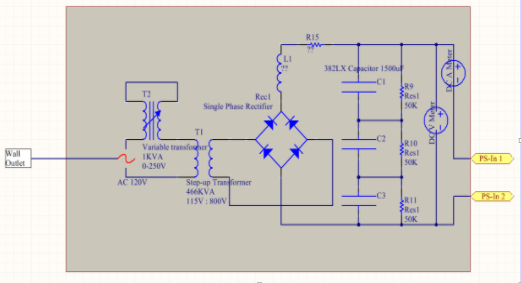 R15
??
L1
??
382LX Capacitor 1500uF
C1
DC A Meter
T2
Rec1
Single Phase Rectifier
R9
Res1
50K
DC V Meter
T1
Variable transformer
1KVA
0-250V
C2
R10
Res1
50K
Wall
Outlet
PS-In 1
AC 120V
Step-up Transformer
466KVA
115V : 800V
C3
R11
Res1
50K
PS-In 2